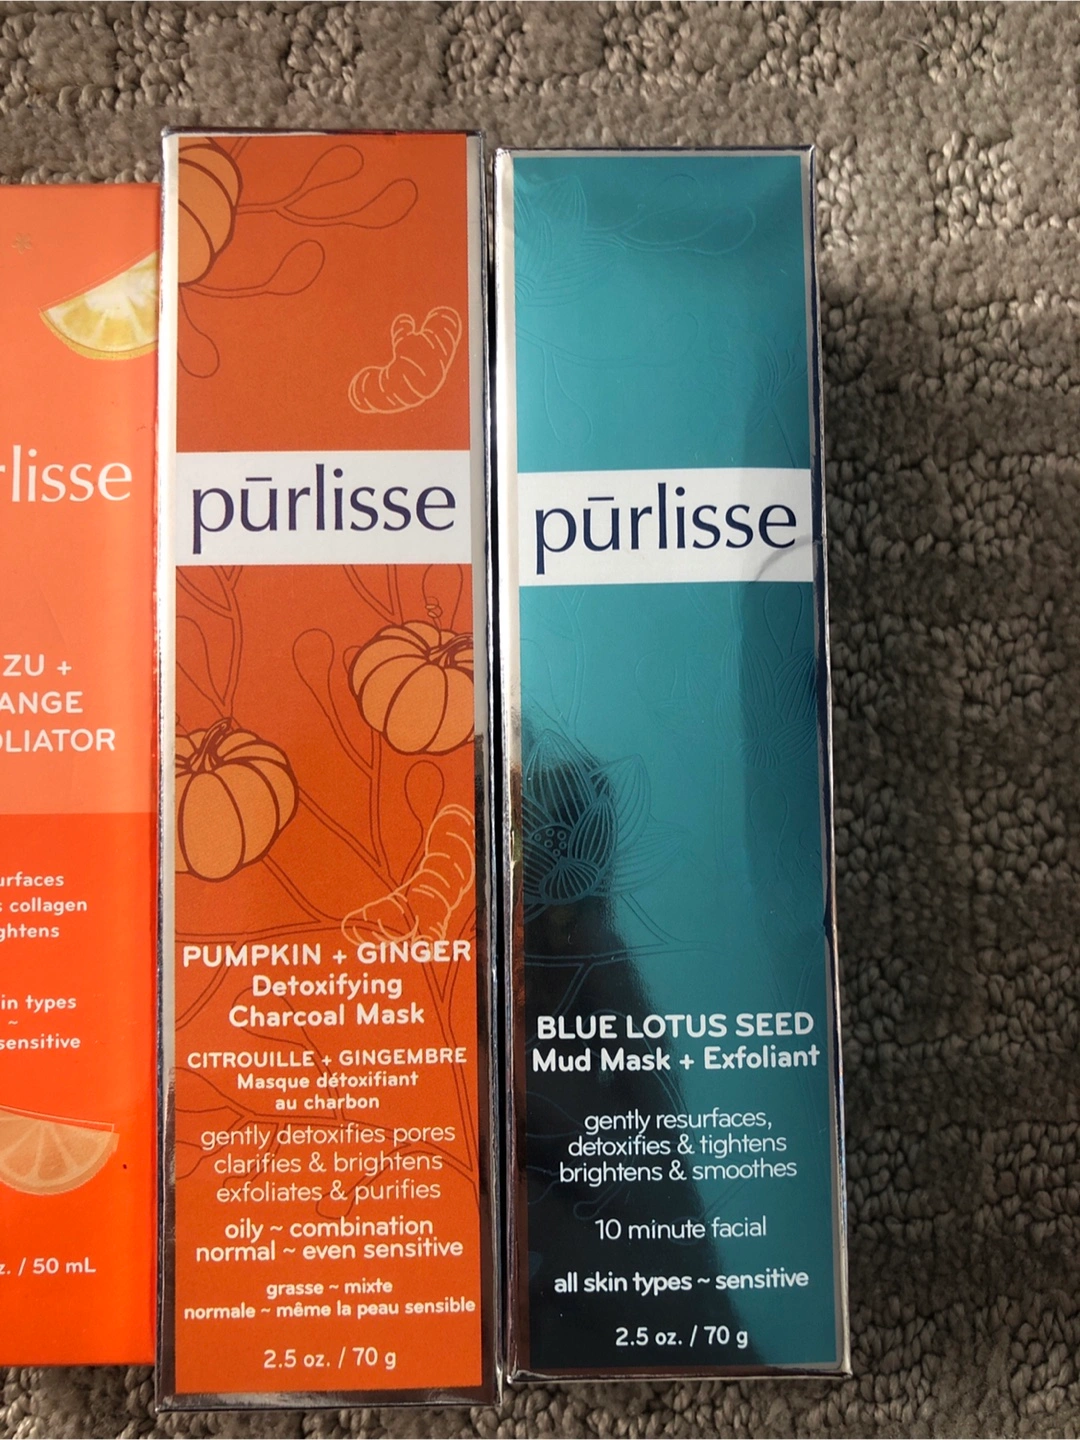 rlisse
ZU +
ANGE
OLIATOR
urfaces
s collagen
ghtens
in types
~
sensitive
z. / 50 mL
pūrlisse
PUMPKIN + GINGER
Detoxifying
Charcoal Mask
CITROUILLE + GINGEMBRE
Masque détoxifiant
au charbon
gently detoxifies pores
clarifies & brightens
exfoliates & purifies
oily ~ combination
normal ~ even sensitive
grasse ~ mixte
normale ~ même la peau sensible
2.5 oz. / 70 g
pūrlisse
BLUE LOTUS SEED
Mud Mask + Exfoliant
gently resurfaces,
detoxifies & tightens
brightens & smoothes
10 minute facial
all skin types ~ sensitive
2.5 oz. / 70 g